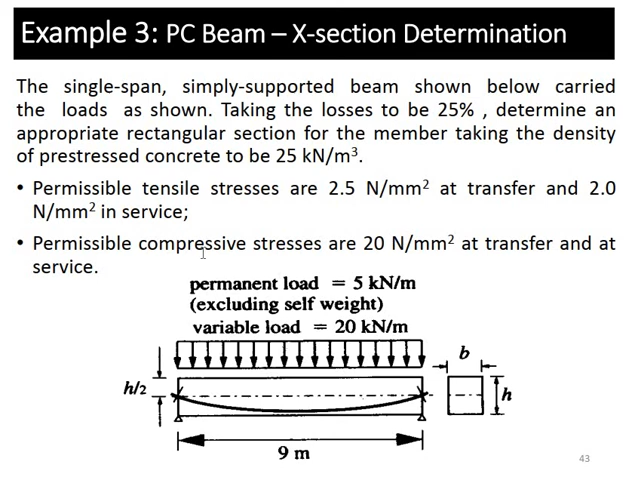 Example 3: PC Beam – X-section Determination
The single-span, simply-supported beam shown below carried
the loads as shown. Taking the losses to be 25% , determine an
appropriate rectangular section for the member taking the density
of prestressed concrete to be 25 kN/m³.
• Permissible tensile stresses are 2.5 N/mm² at transfer and 2.0
N/mm² in service;
• Permissible compressive stresses are 20 N/mm² at transfer and at
service.
permanent load = 5 kN/m
(excluding self weight)
variable load = 20 kN/m
b
h/2
h
9 m
43